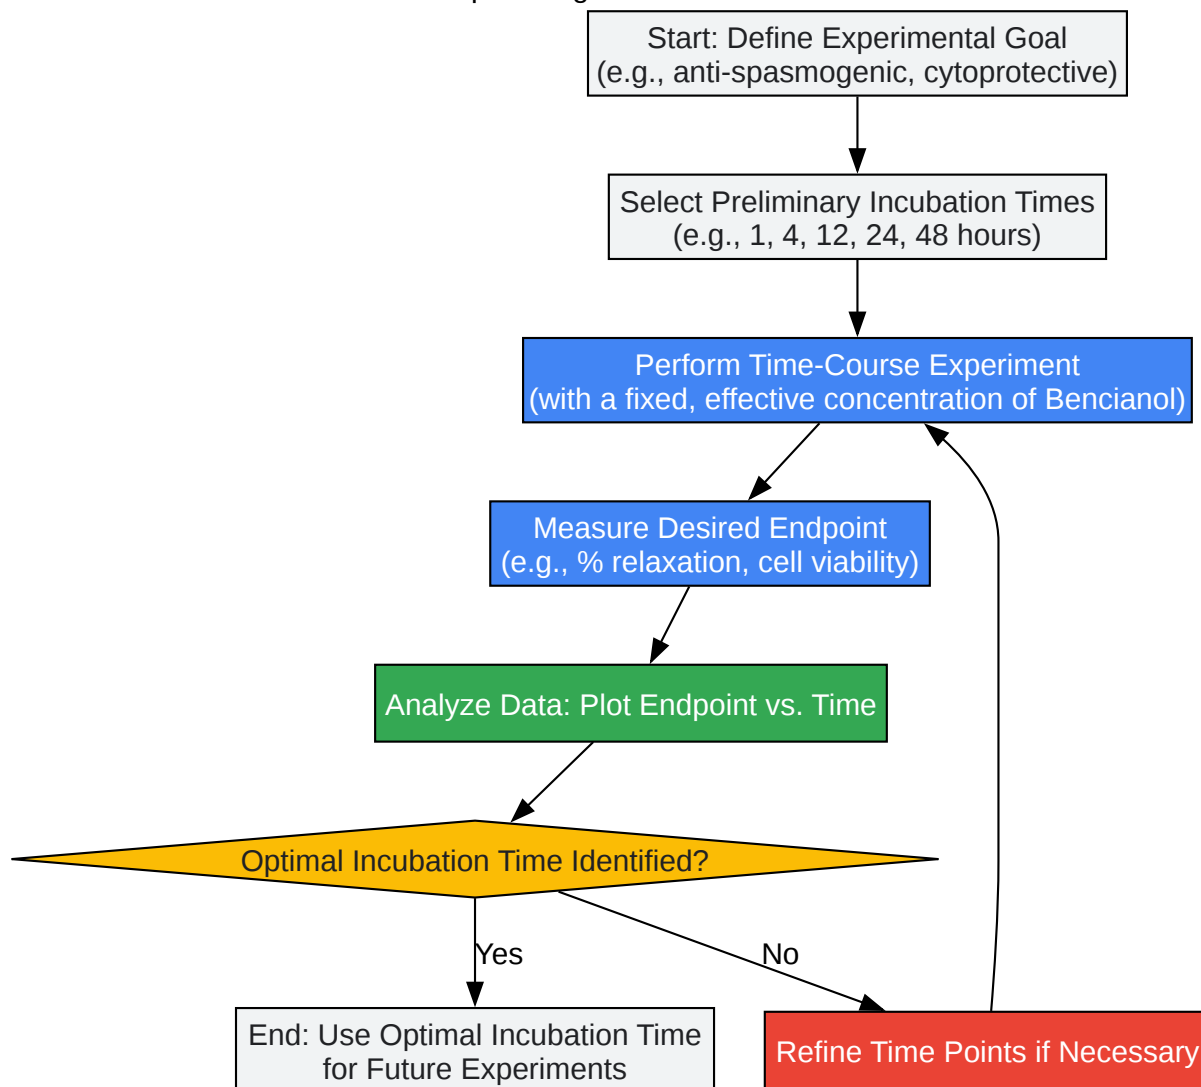 Start: Define Experimental Goal
(e.g., anti-spasmogenic, cytoprotective)
Select Preliminary Incubation Times
(e.g., 1, 4, 12, 24, 48 hours)
Perform Time-Course Experiment
(with a fixed, effective concentration of Bencianol)
Measure Desired Endpoint
(e.g., % relaxation, cell viability)
Analyze Data: Plot Endpoint vs. Time
Optimal Incubation Time Identified?
Yes
No
End: Use Optimal Incubation Time
for Future Experiments
Refine Time Points if Necessary